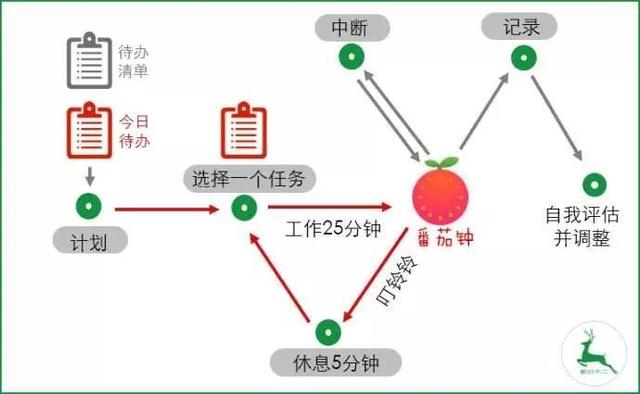 中断
记录
待办
清单
今日
待办
选择一个任务
计划
工作25分钟
番茄钟
自我评估
并调整
叮铃铃
休息5分钟